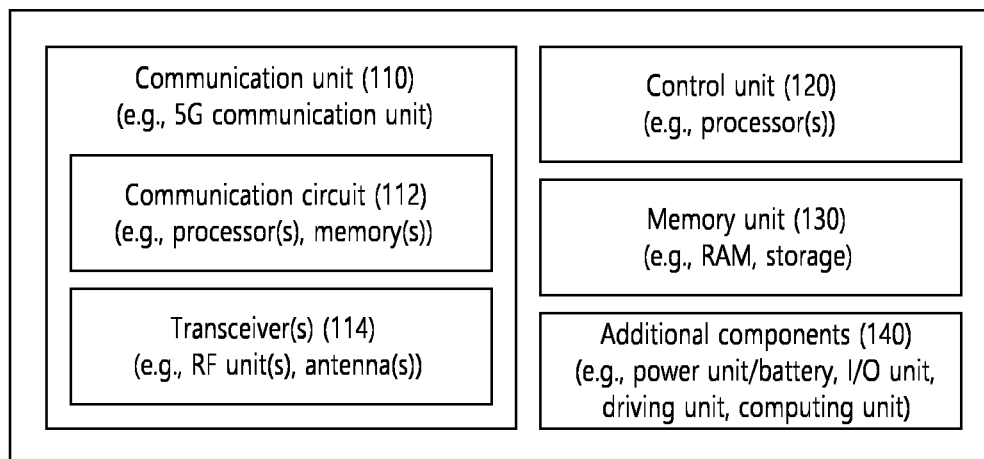 Communication unit (110)
(e.g., 5G communication unit)
Communication circuit (112)
(e.g., processor(s), memory(s))
Transceiver(s) (114)
(e.g., RF unit(s), antenna(s))
Control unit (120)
(e.g., processor(s))
Memory unit (130)
(e.g., RAM, storage)
Additional components (140)
(e.g., power unit/battery, I/O unit,
driving unit, computing unit)